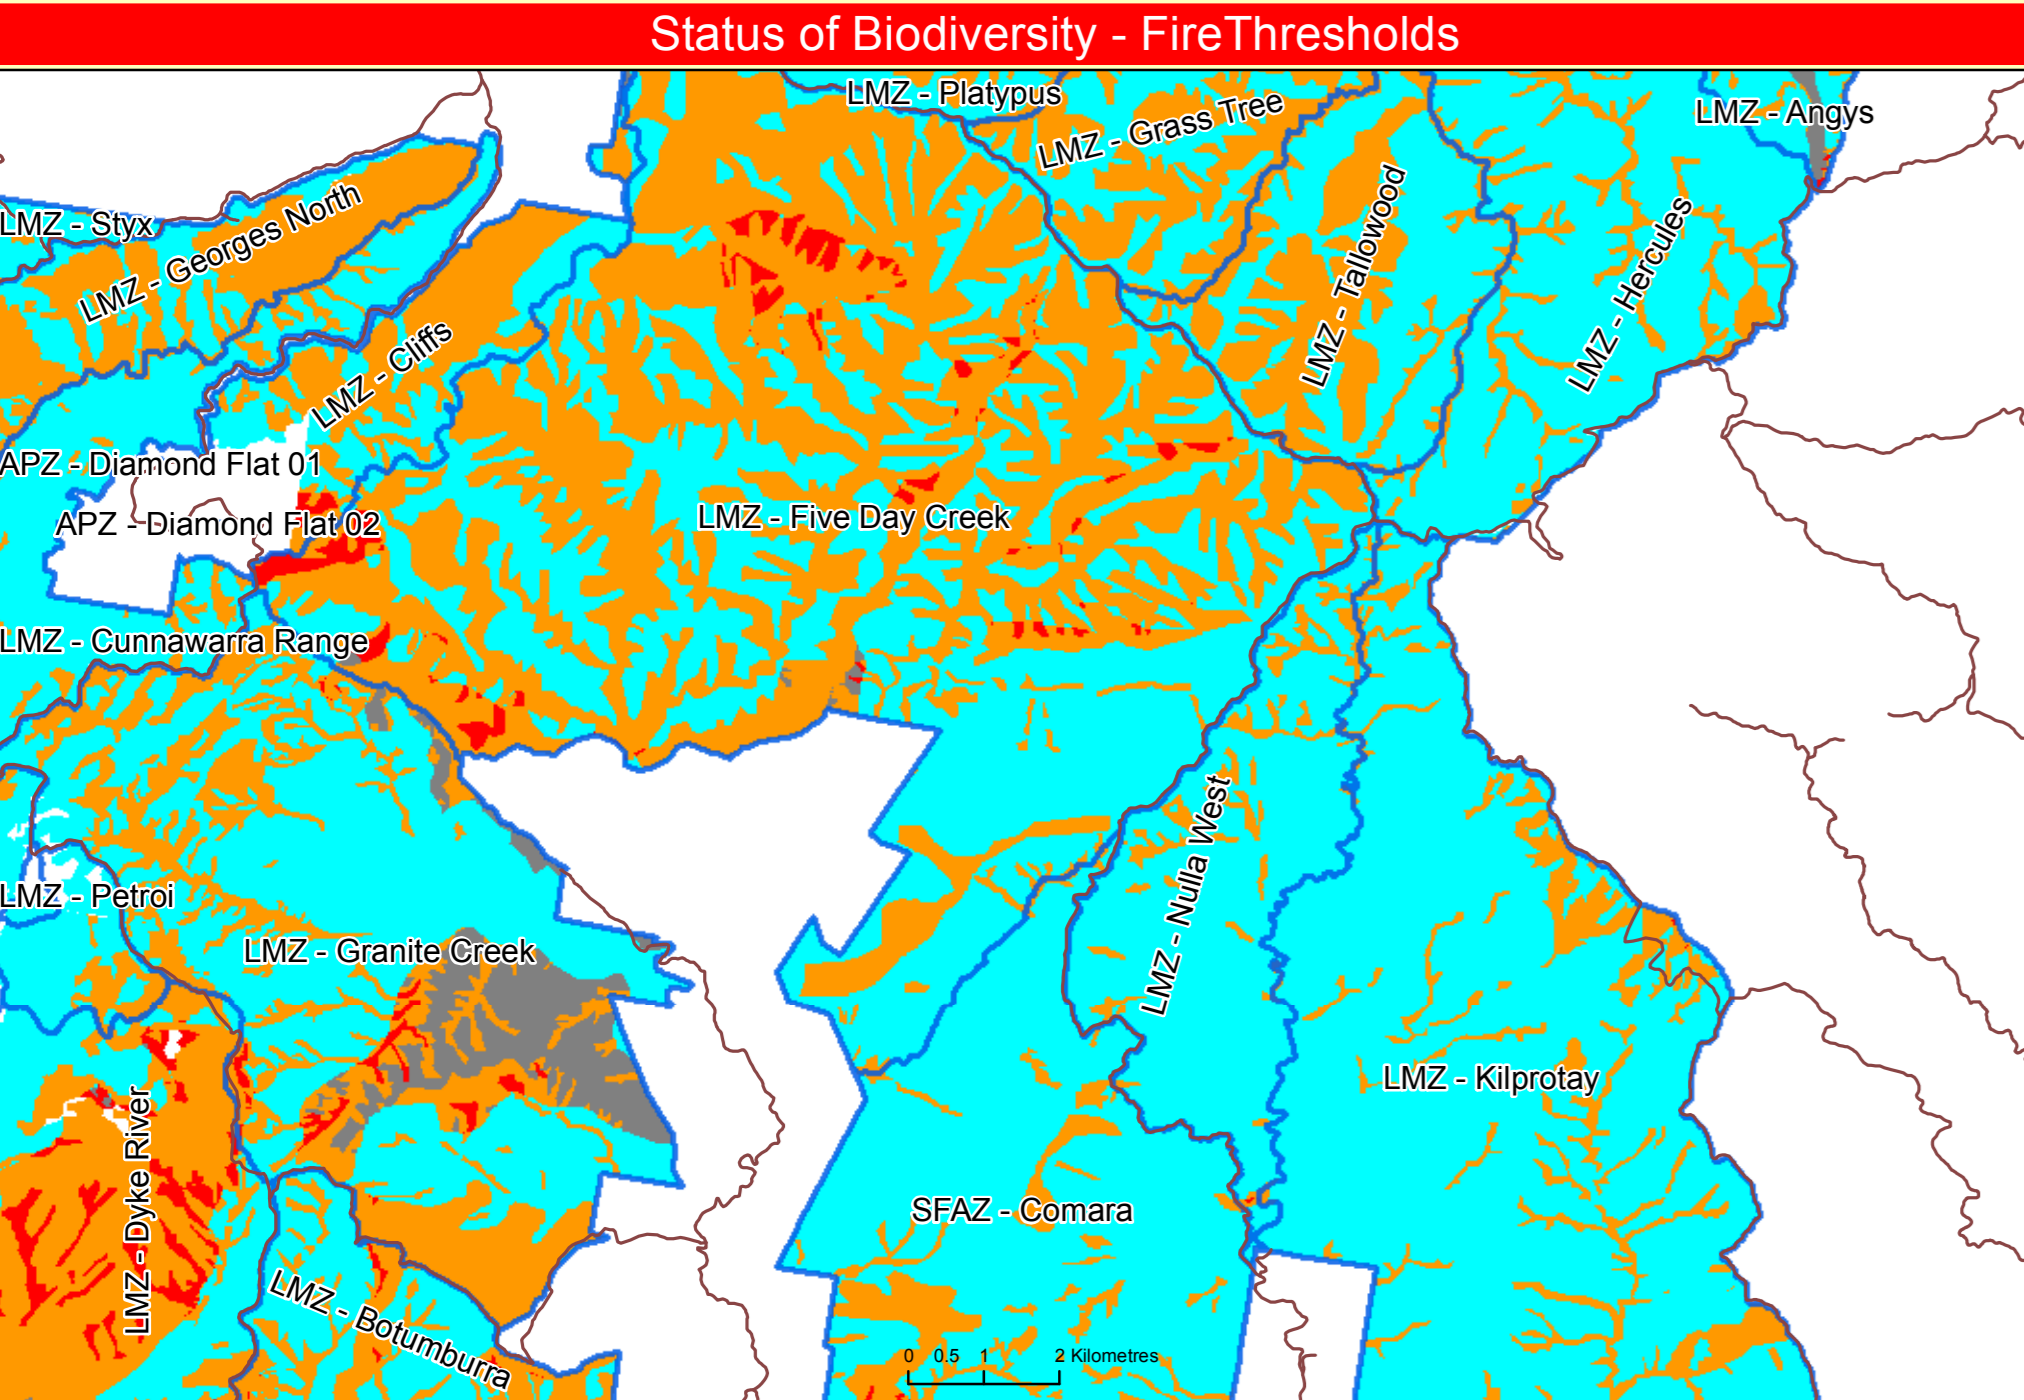 Status of Biodiversity - FireThresholds
LMZ - Platypus
LMZ - Grass Tree
LMZ - Angys
LMZ - Styx
LMZ - Georges North
LMZ - Tallowood
LMZ - Hercules
LMZ - Cliffs
APZ - Diamond Flat 01
APZ - Diamond Flat 02
LMZ - Five Day Creek
LMZ - Cunnawarra Range
LMZ - Nulla West
LMZ - Petroi
LMZ - Granite Creek
LMZ - Kilprotay
LMZ - Dyke River
SFAZ - Comara
LMZ - Botumburra
0 0.5 1 2 Kilometres